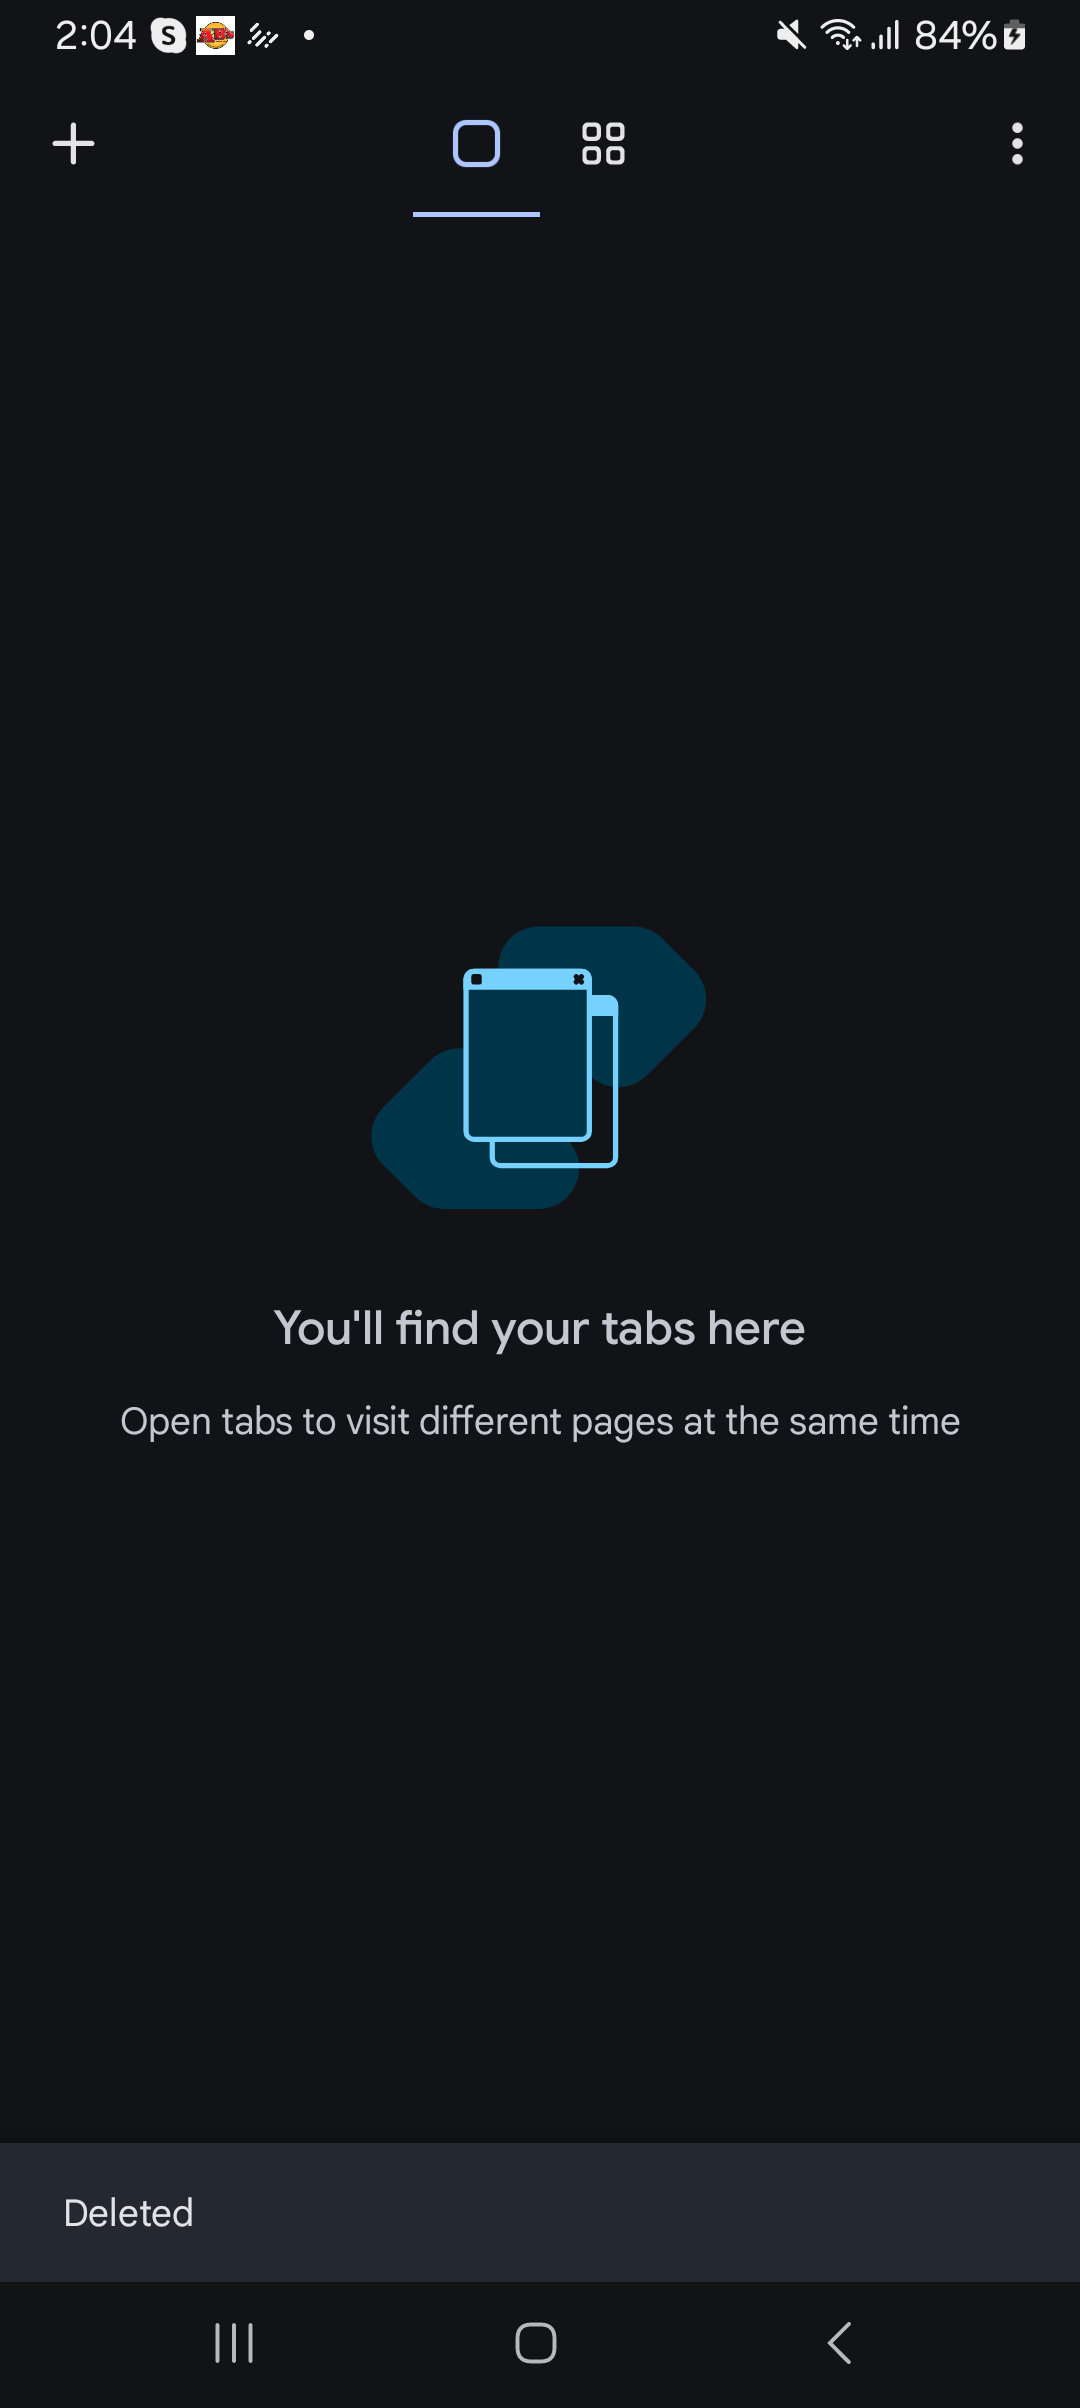 2:04 S AB's 84%
You'll find your tabs here
Open tabs to visit different pages at the same time
Deleted